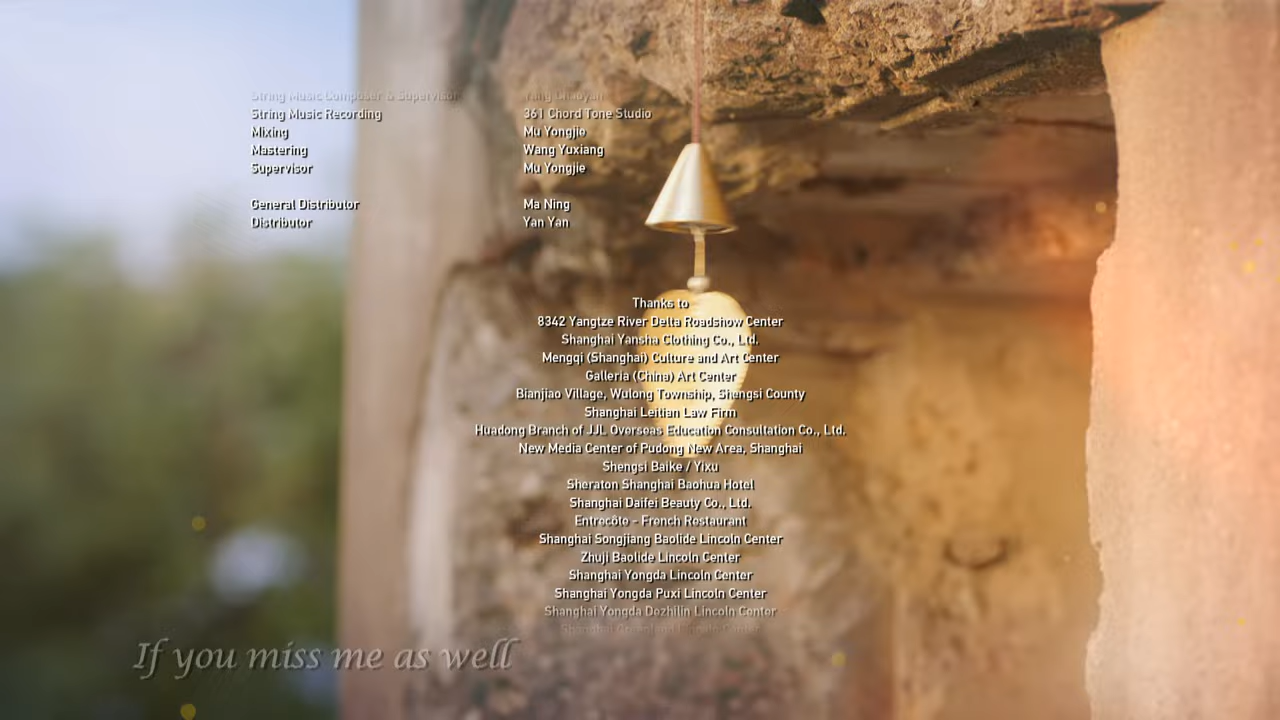 String Music Composer & Supervisor
String Music Recording 361 Chord Tone Studio
Mixing Mu Yongjie
Mastering Wang Yuxiang
Supervisor Mu Yongjie
General Distributor Ma Ning
Distributor Yan Yan
Thanks to
8342 Yangtze River Delta Roadshow Center
Shanghai Yansha Clothing Co., Ltd.
Mengqi (Shanghai) Culture and Art Center
Galleria (China) Art Center
Bianjiao Village, Wulong Township, Shengsi County
Shanghai Leitian Law Firm
Huadong Branch of JJL Overseas Education Consultation Co., Ltd.
New Media Center of Pudong New Area, Shanghai
Shengsi Baike / Yixu
Sheraton Shanghai Baohua Hotel
Shanghai Daifei Beauty Co., Ltd.
Entrecôte - French Restaurant
Shanghai Songjiang Baolide Lincoln Center
Zhuji Baolide Lincoln Center
Shanghai Yongda Lincoln Center
Shanghai Yongda Puxi Lincoln Center
Shanghai Yongda Dezhilin Lincoln Center
If you miss me as well